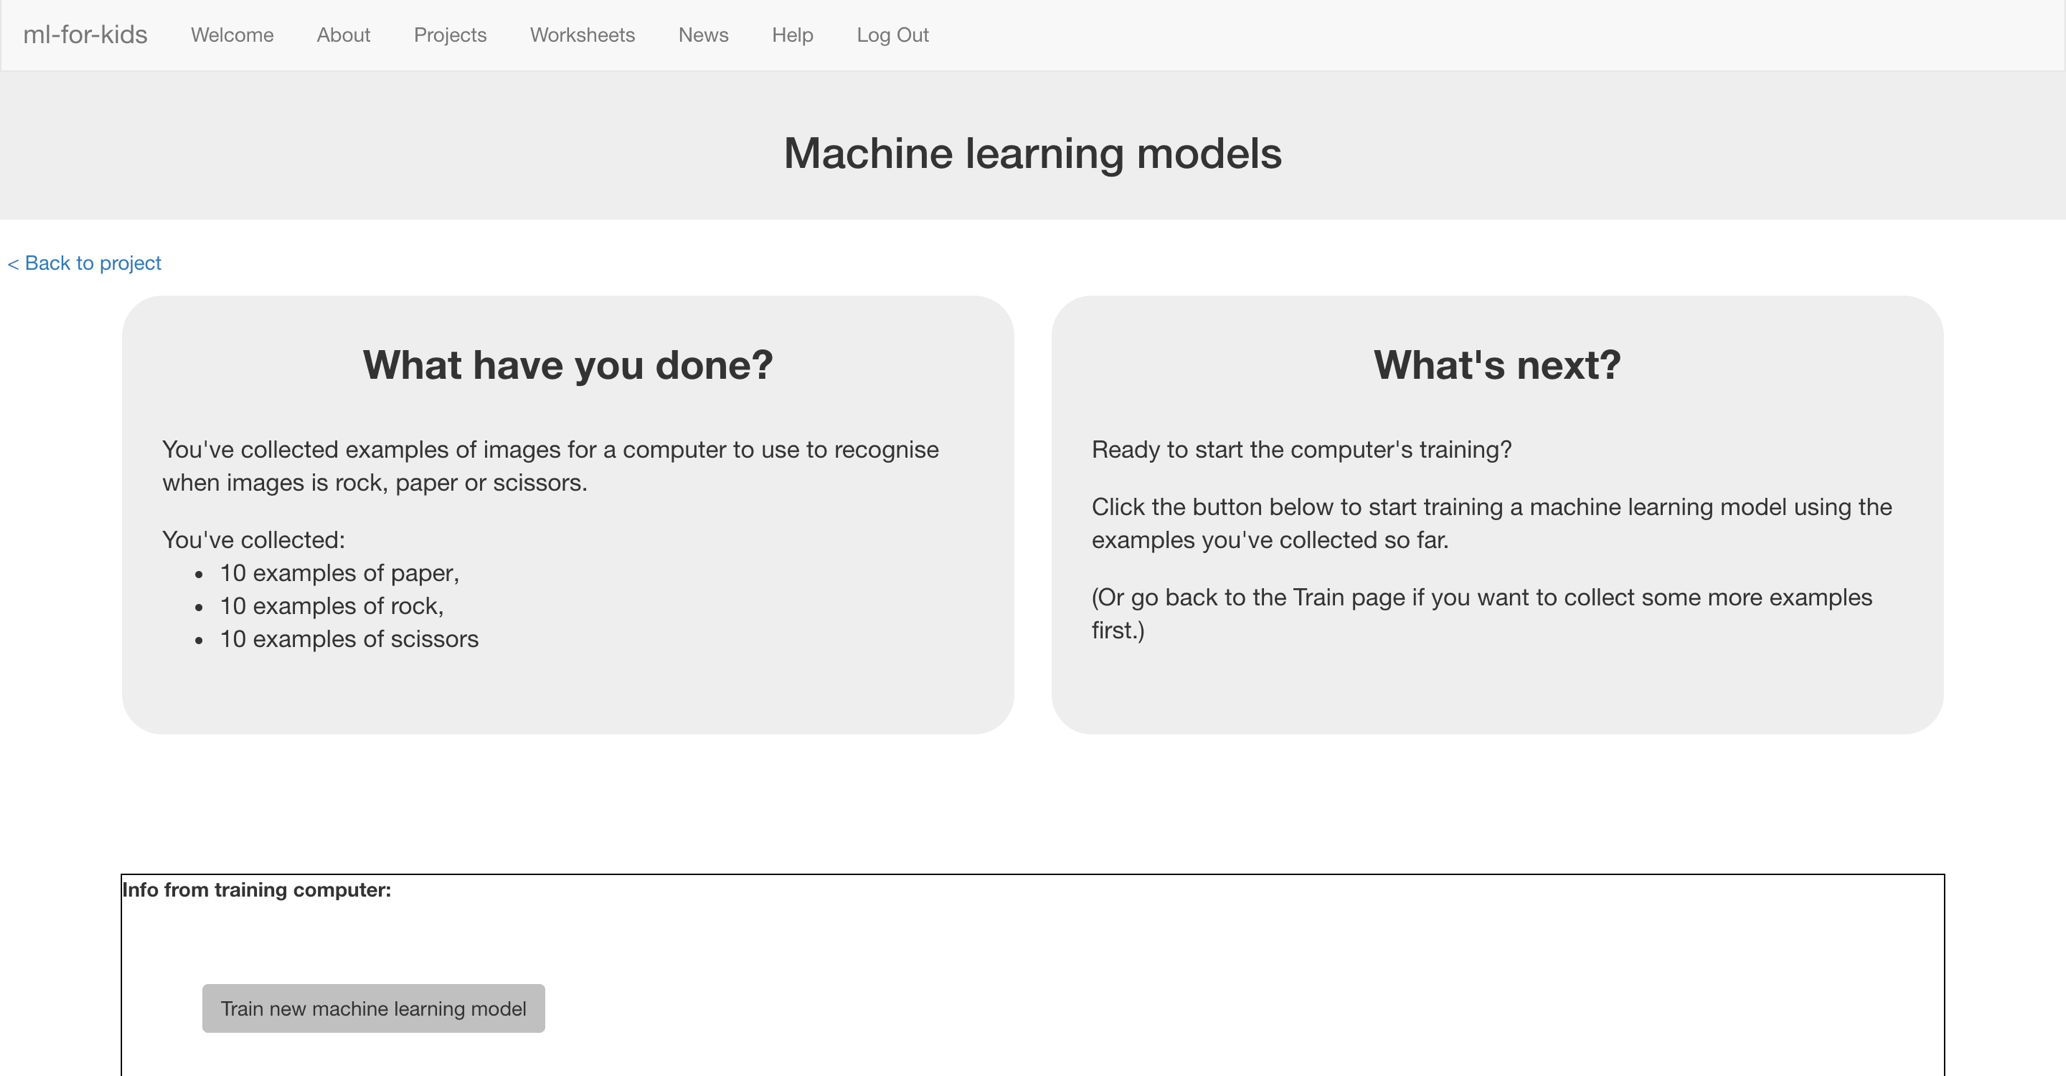 ml-for-kids Welcome About Projects Worksheets News Help Log Out
Machine learning models
< Back to project
What have you done?
You've collected examples of images for a computer to use to recognise
when images is rock, paper or scissors.
You've collected:
• 10 examples of paper,
• 10 examples of rock,
• 10 examples of scissors
What's next?
Ready to start the computer's training?
Click the button below to start training a machine learning model using the
examples you've collected so far.
(Or go back to the Train page if you want to collect some more examples
first.)
Info from training computer:
Train new machine learning model